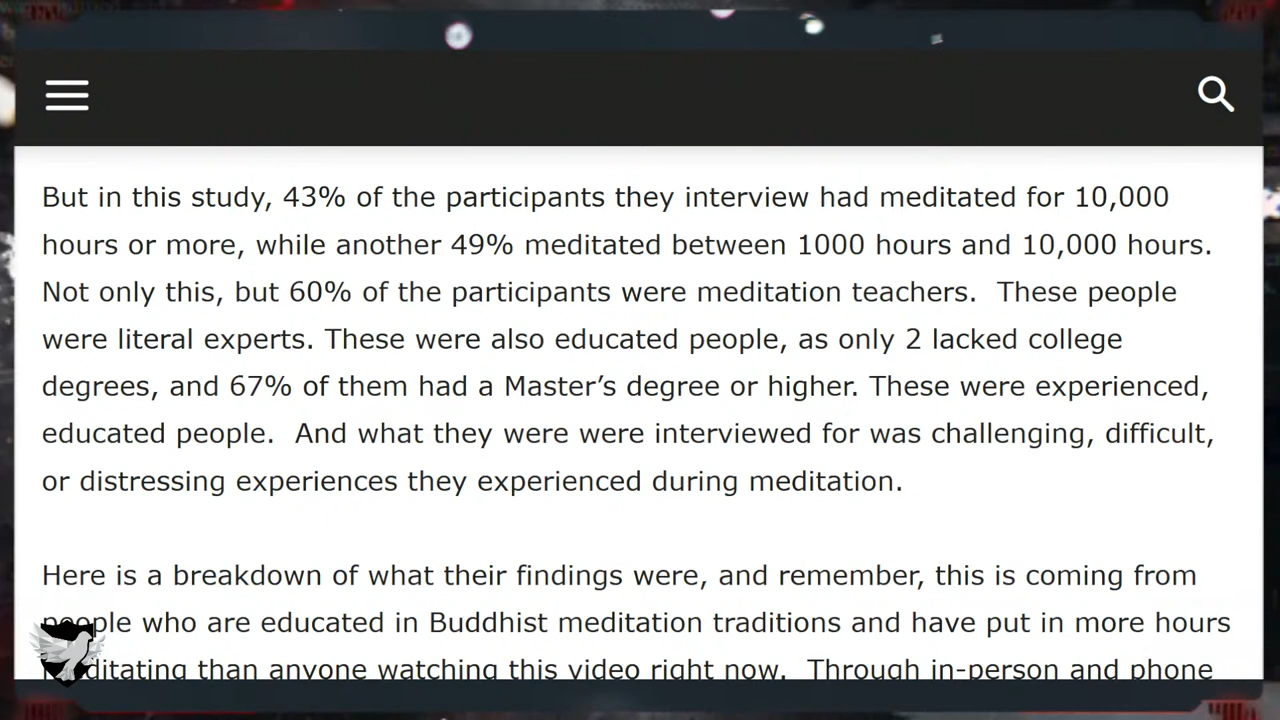 But in this study, 43% of the participants they interview had meditated for 10,000
hours or more, while another 49% meditated between 1000 hours and 10,000 hours.
Not only this, but 60% of the participants were meditation teachers.  These people
were literal experts. These were also educated people, as only 2 lacked college
degrees, and 67% of them had a Master’s degree or higher. These were experienced,
educated people.  And what they were were interviewed for was challenging, difficult,
or distressing experiences they experienced during meditation.
Here is a breakdown of what their findings were, and remember, this is coming from
people who are educated in Buddhist meditation traditions and have put in more hours
meditating than anyone watching this video right now.  Through in-person and phone